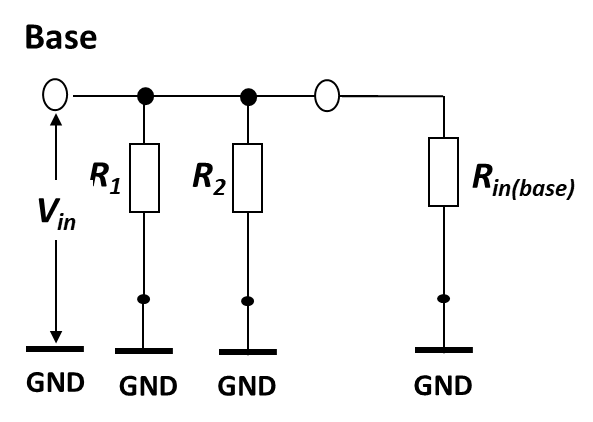 Base
R1
R2
Rin(base)
Vin
GND
GND
GND
GND